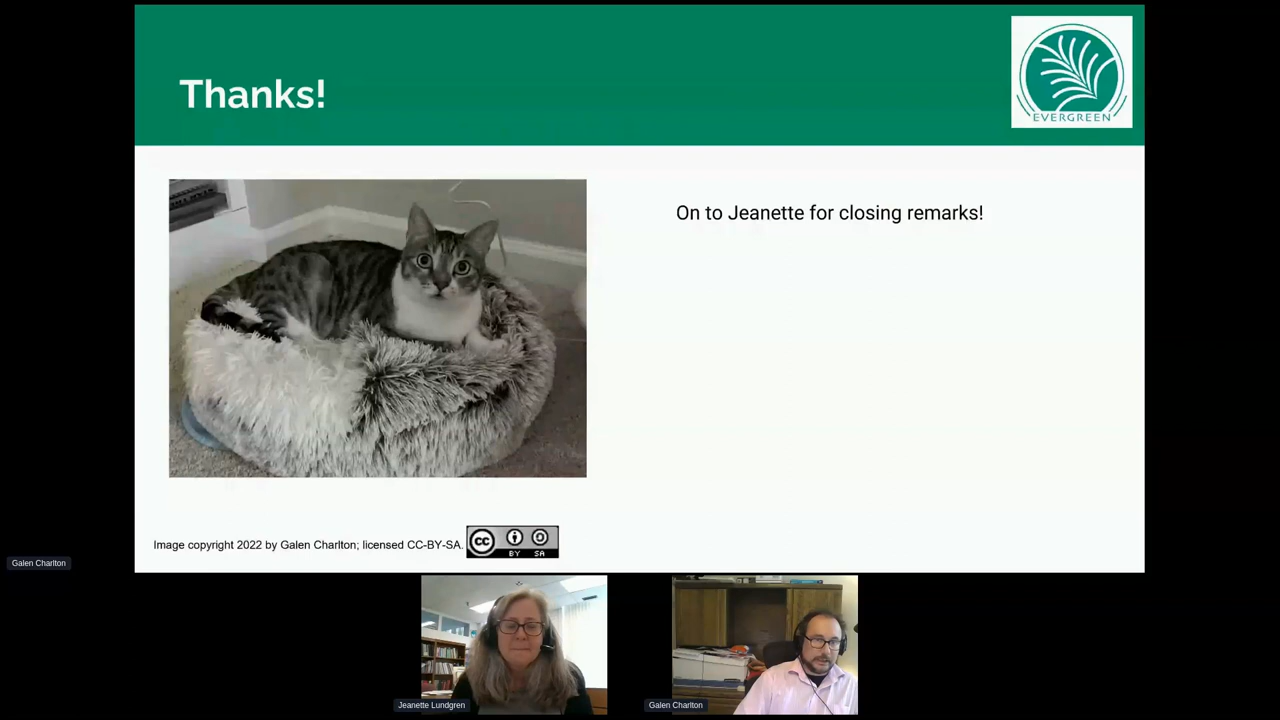 Thanks!
EVERGREEN
On to Jeanette for closing remarks!
Image copyright 2022 by Galen Charlton; licensed CC-BY-SA.
cc
BY SA
Galen Charlton
Jeanette Lundgren
Galen Charlton